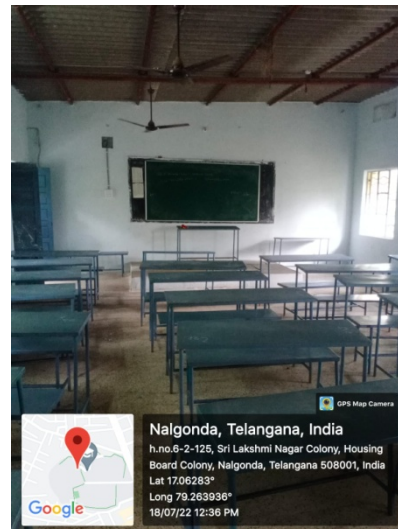 GPS Map Camera
Nalgonda, Telangana, India
h.no.6-2-125, Sri Lakshmi Nagar Colony, Housing
Board Colony, Nalgonda, Telangana 508001, India
Lat 17.06283°
Long 79.263936°
18/07/22 12:36 PM
Google